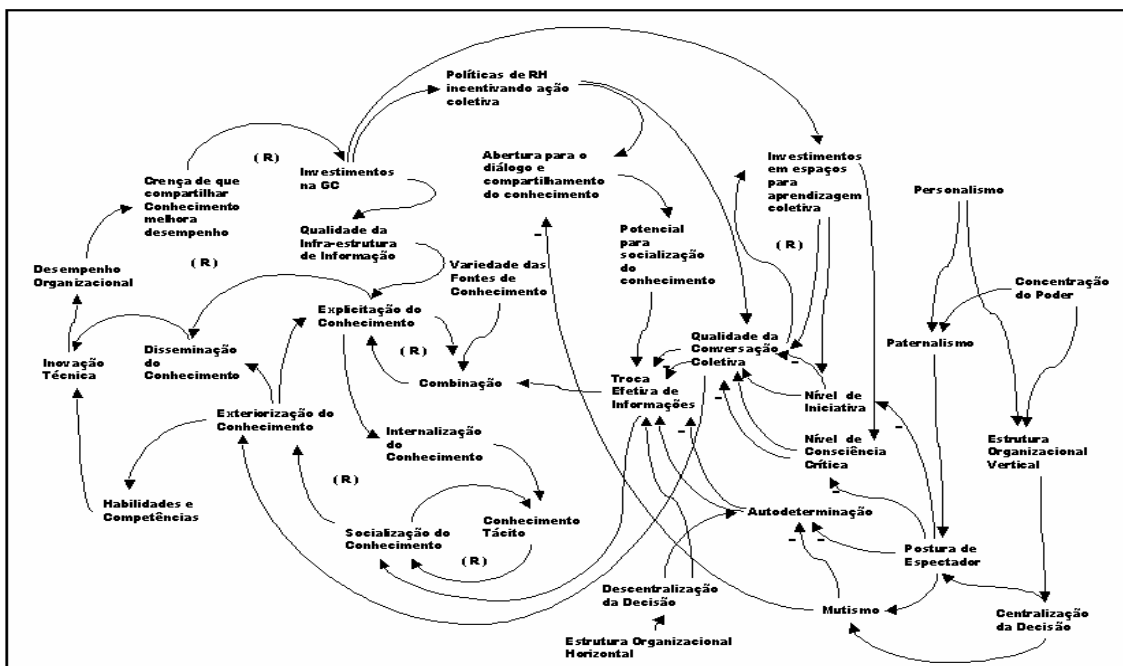 Políticas de RH
incentivando ação
coletiva
( R )
Crença de que
compartilhar
Conhecimento
melhora
desempenho
Investimentos
na GC
Abertura para o
diálogo e
compartilhamento
do conhecimento
Investimentos
em espaços
para
aprendizagem
coletiva
Personalismo
Qualidade da
Infra-estrutura
de Informação
-
Potencial
para
socialização
do
conhecimento
( R )
( R )
Desempenho
Organizacional
Variedade das
Fontes de
Conhecimento
Concentração
do Poder
Explicitação do
Conhecimento
Inovação
Técnica
Disseminação
do
Conhecimento
( R )
Combinação
Qualidade da
Conversação
Coletiva
-
-
-
Paternalismo
Troca
Efetiva de
Informações
-
Nível de
Iniciativa
-
Exteriorização do
Conhecimento
Internalização
do
Conhecimento
-
Nível de
Consciência
Crítica
Estrutura
Organizacional
Vertical
( R )
-
Habilidades e
Competências
Socialização do
Conhecimento
Conhecimento
Tácito
Autodeterminação
-
-
( R )
Postura de
Espectador
Descentralização
da Decisão
Mutismo
Centralização
da Decisão
Estrutura Organizacional
Horizontal